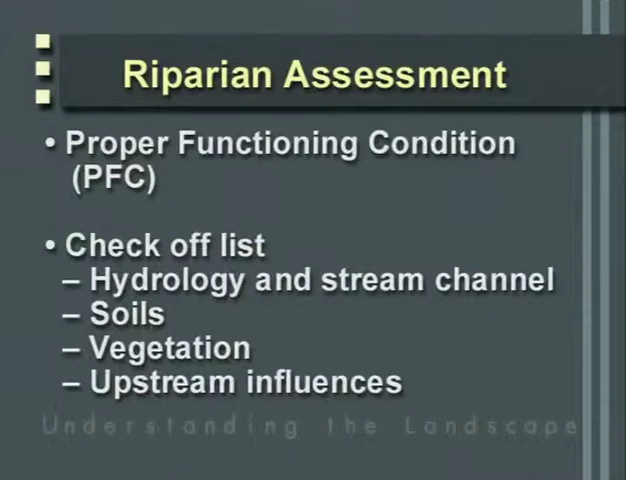 Riparian Assessment
• Proper Functioning Condition
(PFC)
• Check off list
– Hydrology and stream channel
– Soils
– Vegetation
– Upstream influences
Understanding the Landscape